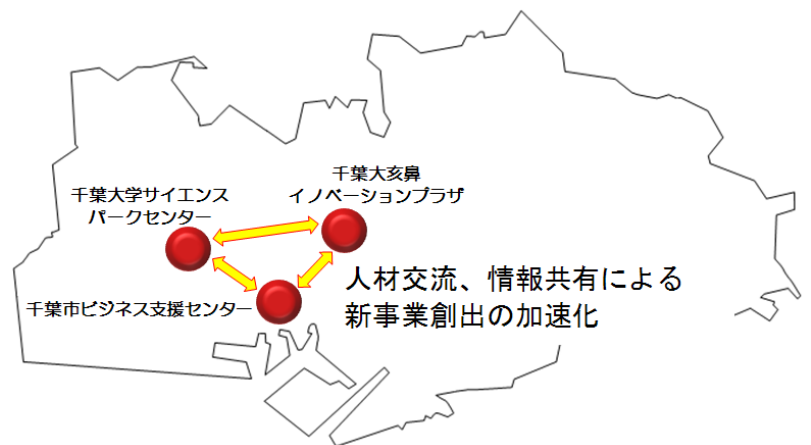 千葉大亥鼻
イノベーションプラザ
千葉大学サイエンス
パークセンター
千葉市ビジネス支援センター
人材交流、情報共有による
新事業創出の加速化